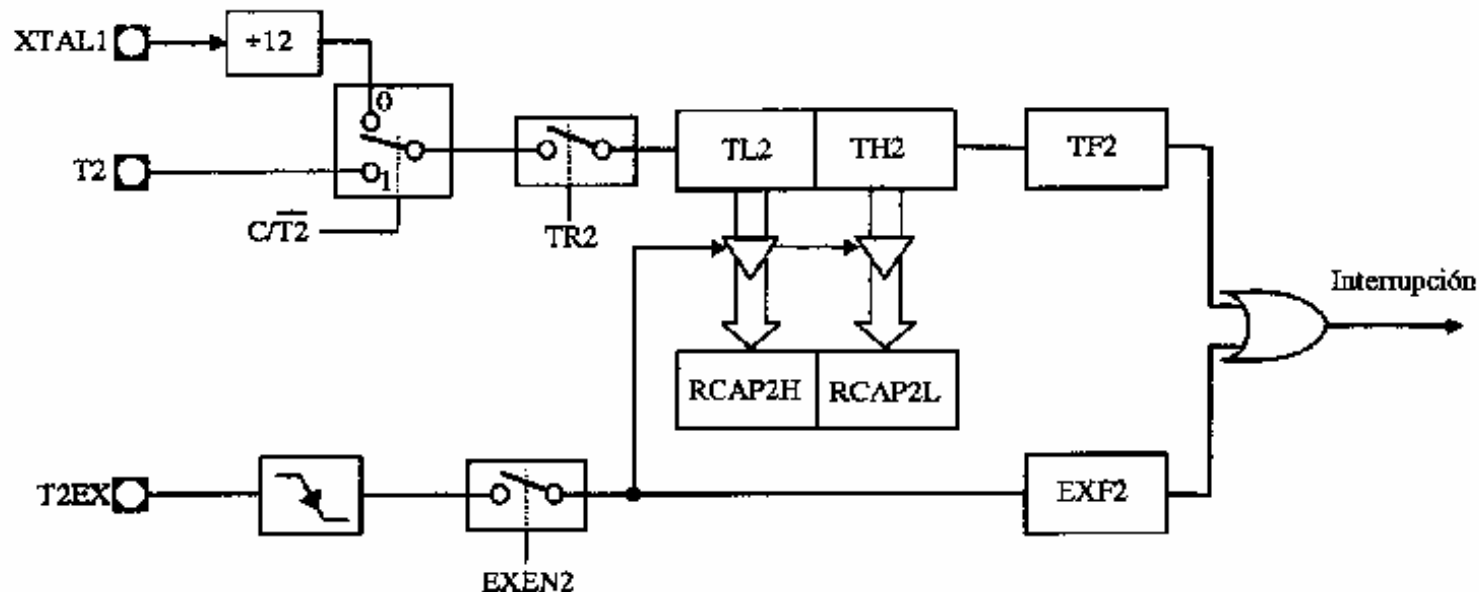 XTAL1
÷12
0
T2
1
C/T2
TR2
TL2
TH2
TF2
Interrupción
RCAP2H
RCAP2L
T2EX
EXEN2
EXF2